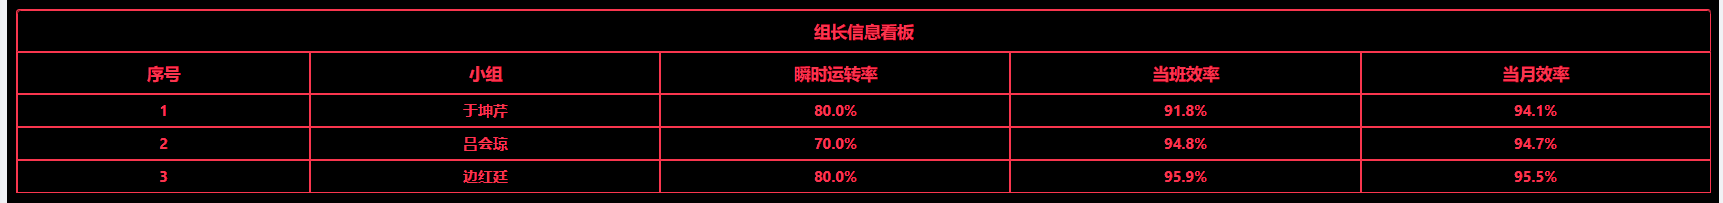 组长信息看板
序号 小组 瞬时运转率 当班效率 当月效率
1 于坤芹 80.0% 91.8% 94.1%
2 吕会琼 70.0% 94.8% 94.7%
3 边红廷 80.0% 95.9% 95.5%